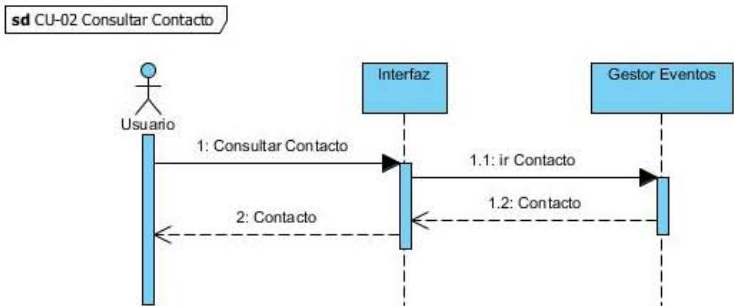 sd CU-02 Consultar Contacto
Interfaz
Gestor Eventos
Usuario
1: Consultar Contacto
1.1: ir Contacto
1.2: Contacto
2: Contacto